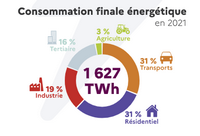 Consommation finale énergétique
en 2021
3 %
Agriculture
16 %
Tertiaire
31 %
Transports
1 627
TWh
19 %
Industrie
31 %
Résidentiel